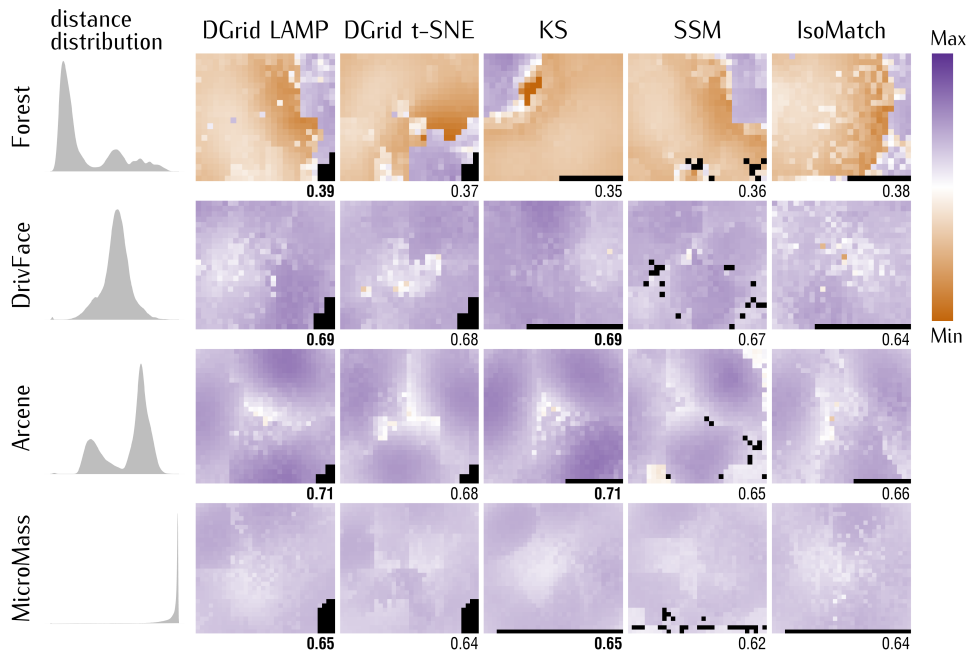 distance
distribution
DGrid LAMP
DGrid t-SNE
KS
SSM
IsoMatch
Max
Min
Forest
0.39
0.37
0.35
0.36
0.38
DrivFace
0.69
0.68
0.69
0.67
0.64
Arcene
0.71
0.68
0.71
0.65
0.66
MicroMass
0.65
0.64
0.65
0.62
0.64